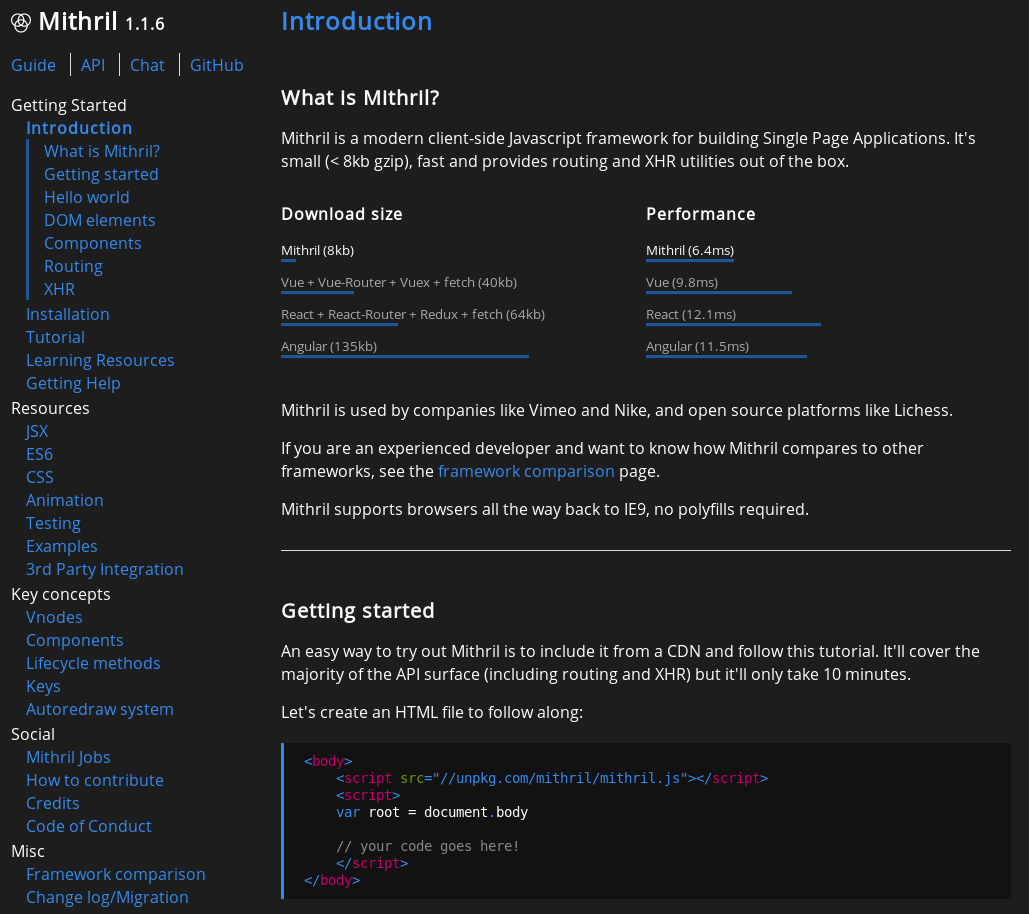 Mithril 1.1.6
Guide API Chat GitHub
Getting Started
Introduction
What is Mithril?
Getting started
Hello world
DOM elements
Components
Routing
XHR
Installation
Tutorial
Learning Resources
Getting Help
Resources
JSX
ES6
CSS
Animation
Testing
Examples
3rd Party Integration
Key concepts
Vnodes
Components
Lifecycle methods
Keys
Autoredraw system
Social
Mithril Jobs
How to contribute
Credits
Code of Conduct
Misc
Framework comparison
Change log/Migration
Introduction
What is Mithril?
Mithril is a modern client-side Javascript framework for building Single Page Applications. It's
small (< 8kb gzip), fast and provides routing and XHR utilities out of the box.
Download size
Mithril (8kb)
Vue + Vue-Router + Vuex + fetch (40kb)
React + React-Router + Redux + fetch (64kb)
Angular (135kb)
Performance
Mithril (6.4ms)
Vue (9.8ms)
React (12.1ms)
Angular (11.5ms)
Mithril is used by companies like Vimeo and Nike, and open source platforms like Lichess.
If you are an experienced developer and want to know how Mithril compares to other
frameworks, see the framework comparison page.
Mithril supports browsers all the way back to IE9, no polyfills required.
Getting started
An easy way to try out Mithril is to include it from a CDN and follow this tutorial. It'll cover the
majority of the API surface (including routing and XHR) but it'll only take 10 minutes.
Let's create an HTML file to follow along:
<body>
    <script src="//unpkg.com/mithril/mithril.js"></script>
    <script>
    var root = document.body
    // your code goes here!
    </script>
</body>